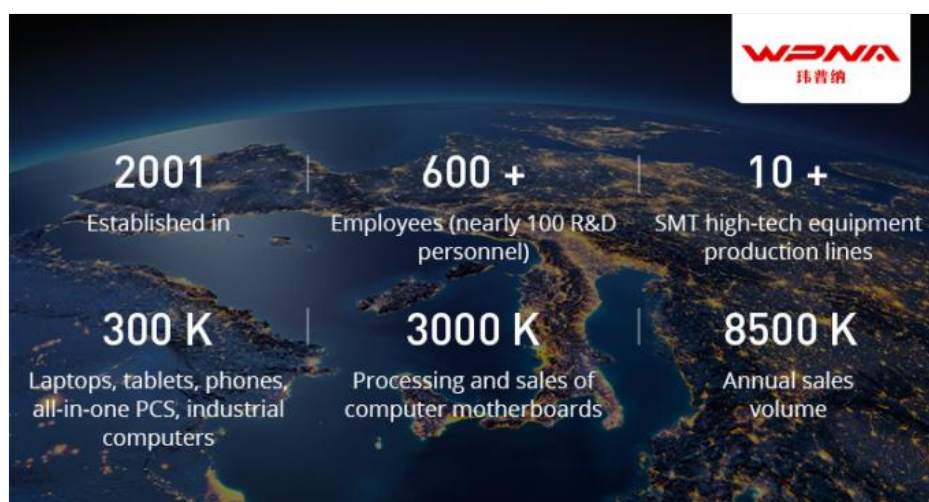 WPNA
玮普纳
2001
Established in
600 +
Employees (nearly 100 R&D
personnel)
10 +
SMT high-tech equipment
production lines
300 K
Laptops, tablets, phones,
all-in-one PCS, industrial
computers
3000 K
Processing and sales of
computer motherboards
8500 K
Annual sales
volume